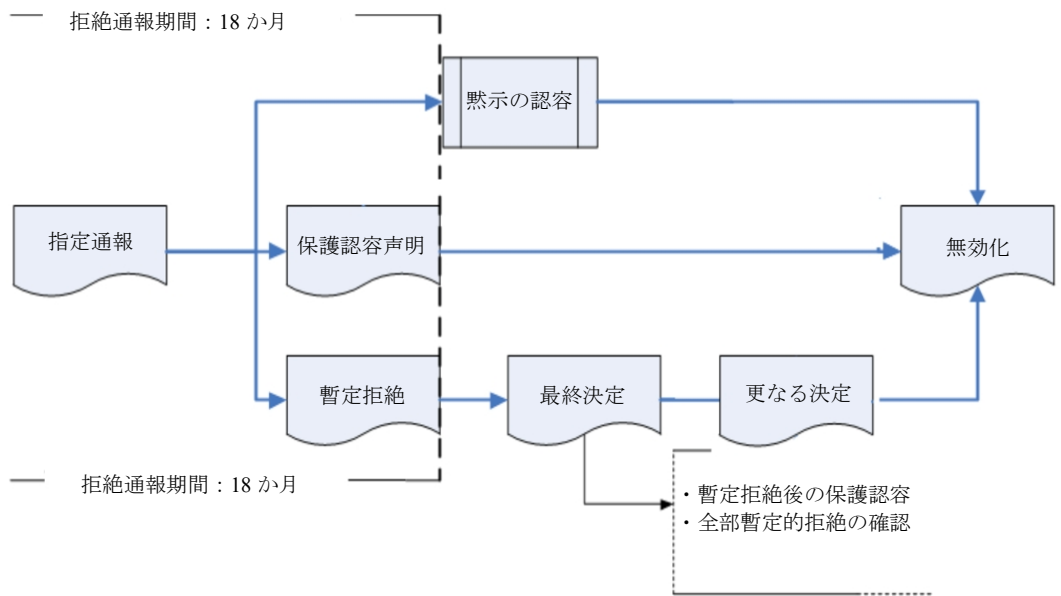 拒絶通報期間：18 か月
黙示の認容
指定通報
保護認容声明
無効化
暫定拒絶
最終決定
更なる決定
拒絶通報期間：18 か月
・暫定拒絶後の保護認容
・全部暫定的拒絶の確認